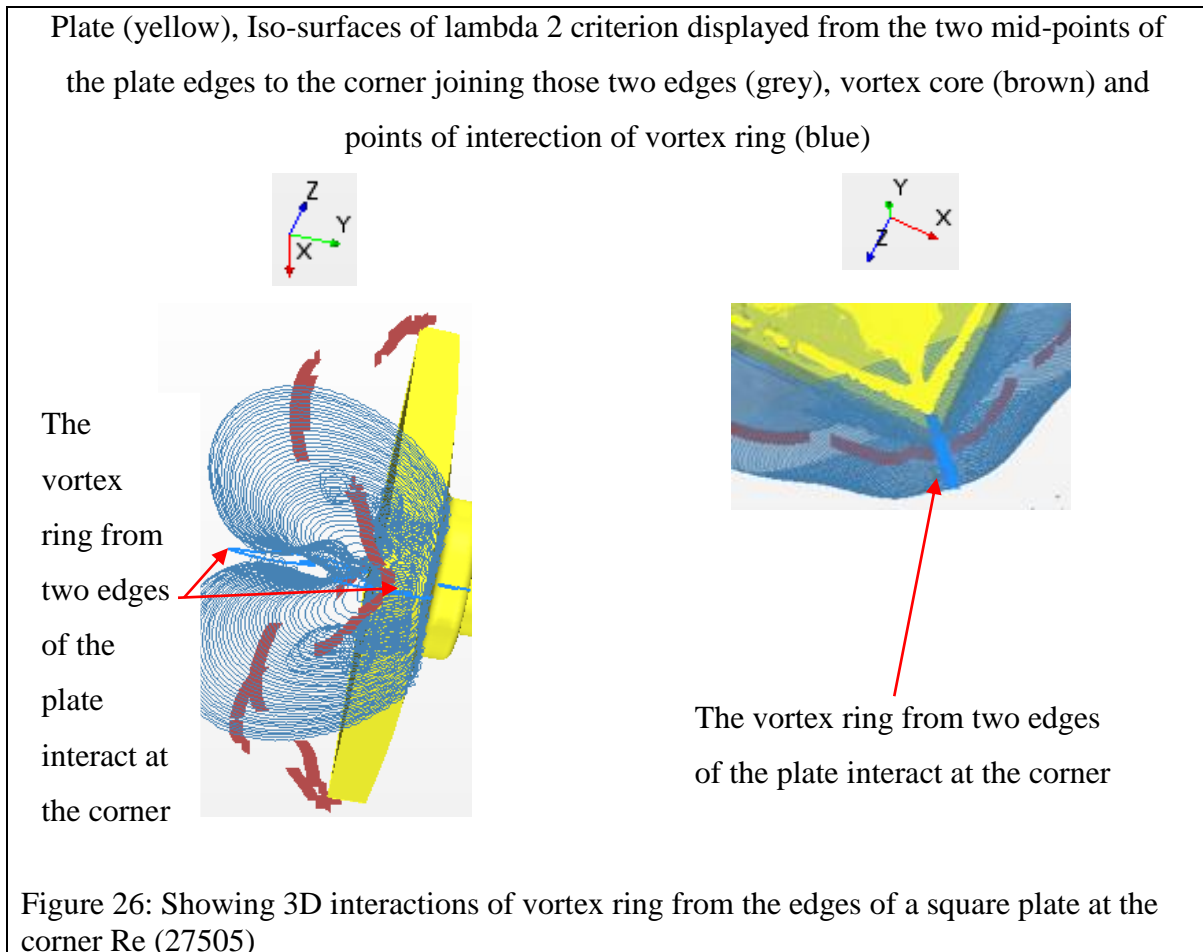 Plate (yellow), Iso-surfaces of lambda 2 criterion displayed from the two mid-points of
the plate edges to the corner joining those two edges (grey), vortex core (brown) and
points of interection of vortex ring (blue)
Z
Y
X
Y
X
Z
The
vortex
ring from
two edges
of the
plate
interact at
the corner
The vortex ring from two edges
of the plate interact at the corner
Figure 26: Showing 3D interactions of vortex ring from the edges of a square plate at the
corner Re (27505)